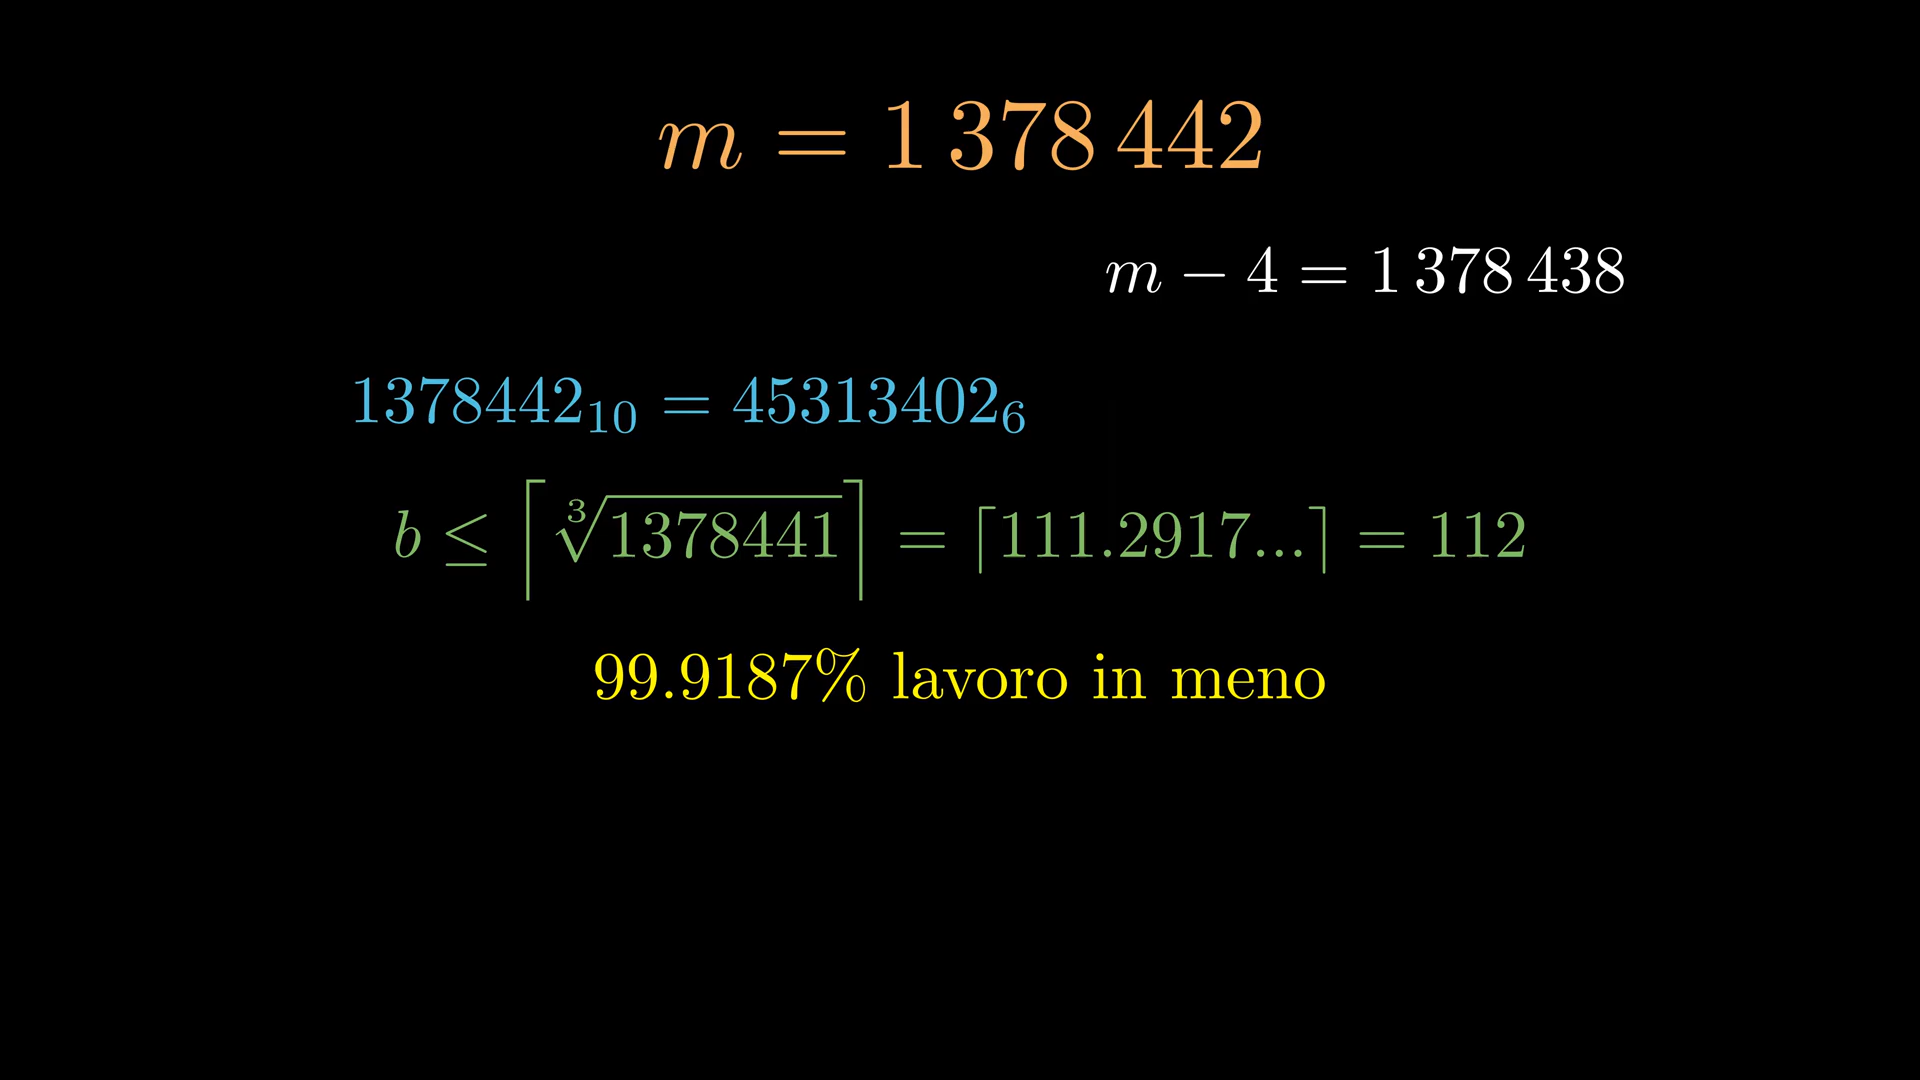 m = 1 378 442
m − 4 = 1 378 438
1378442₁₀ = 45313402₆
b ≤ ⌈∛1378441⌉ = ⌈111.2917...⌉ = 112
99.9187% lavoro in meno